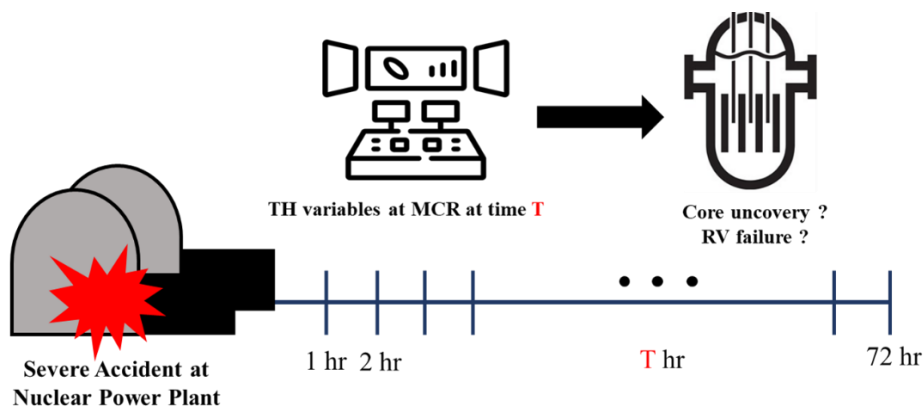 TH variables at MCR at time T
Core uncovery ?
RV failure ?
1 hr
2 hr
T hr
72 hr
Severe Accident at
Nuclear Power Plant